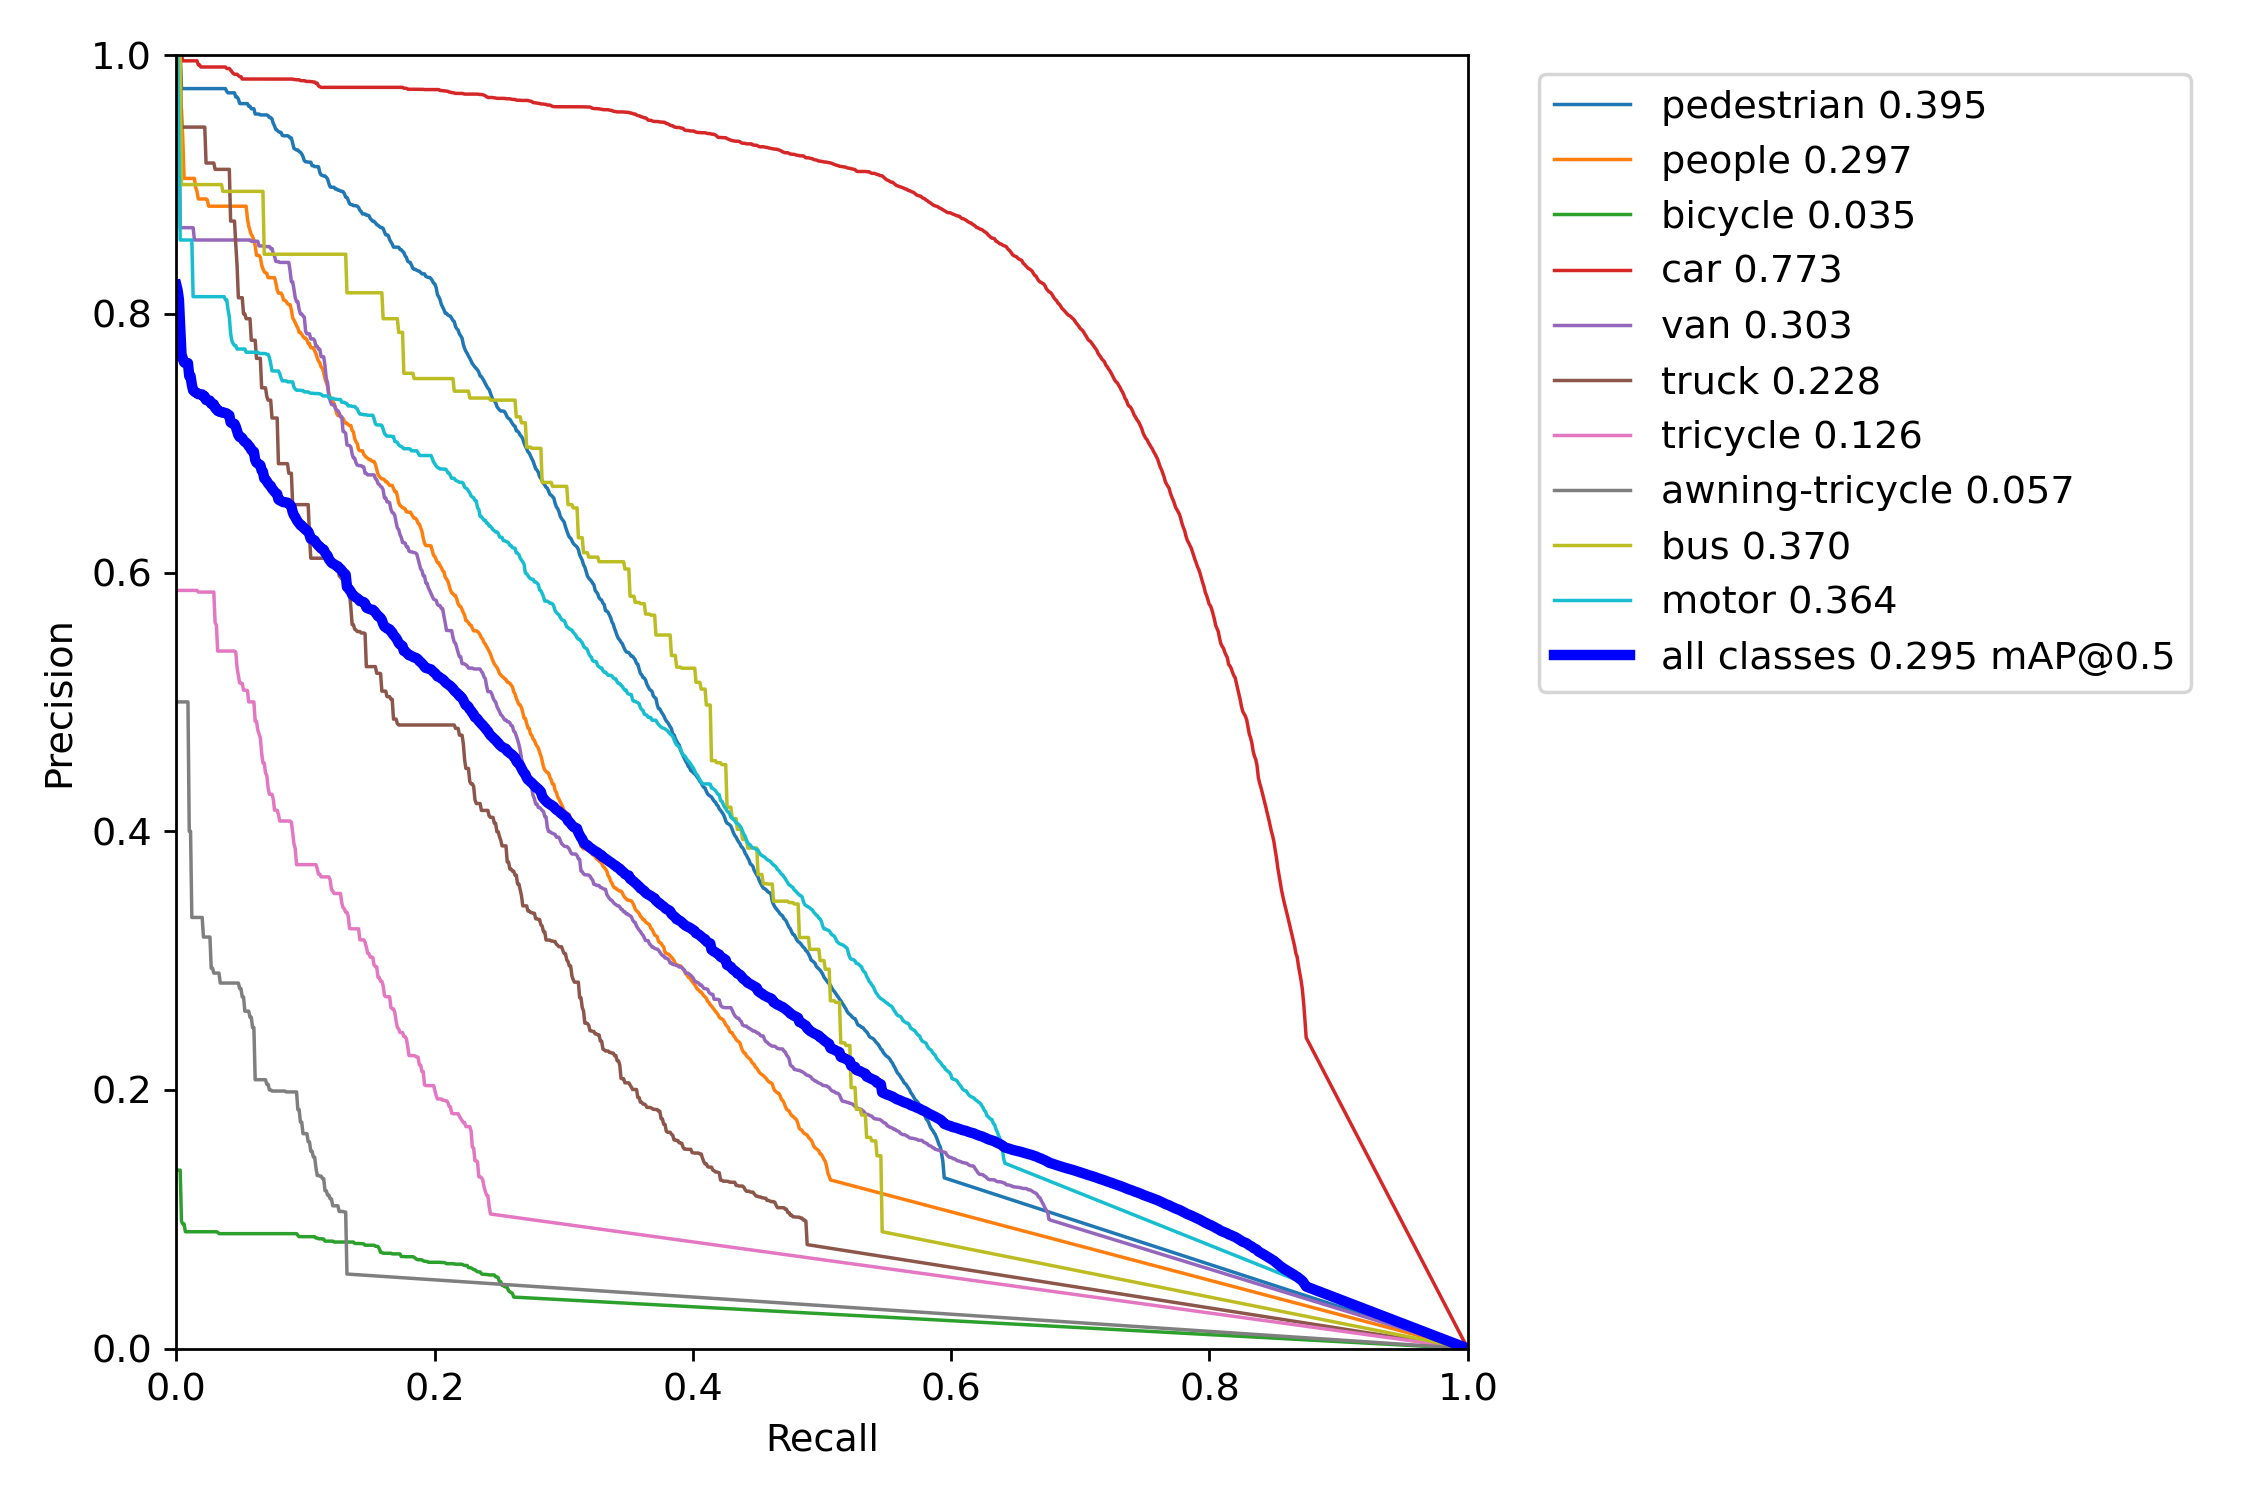 1.0
0.8
0.6
0.4
0.2
0.0
Precision
0.0 0.2 0.4 0.6 0.8 1.0
Recall
pedestrian 0.395
people 0.297
bicycle 0.035
car 0.773
van 0.303
truck 0.228
tricycle 0.126
awning-tricycle 0.057
bus 0.370
motor 0.364
all classes 0.295 mAP@0.5